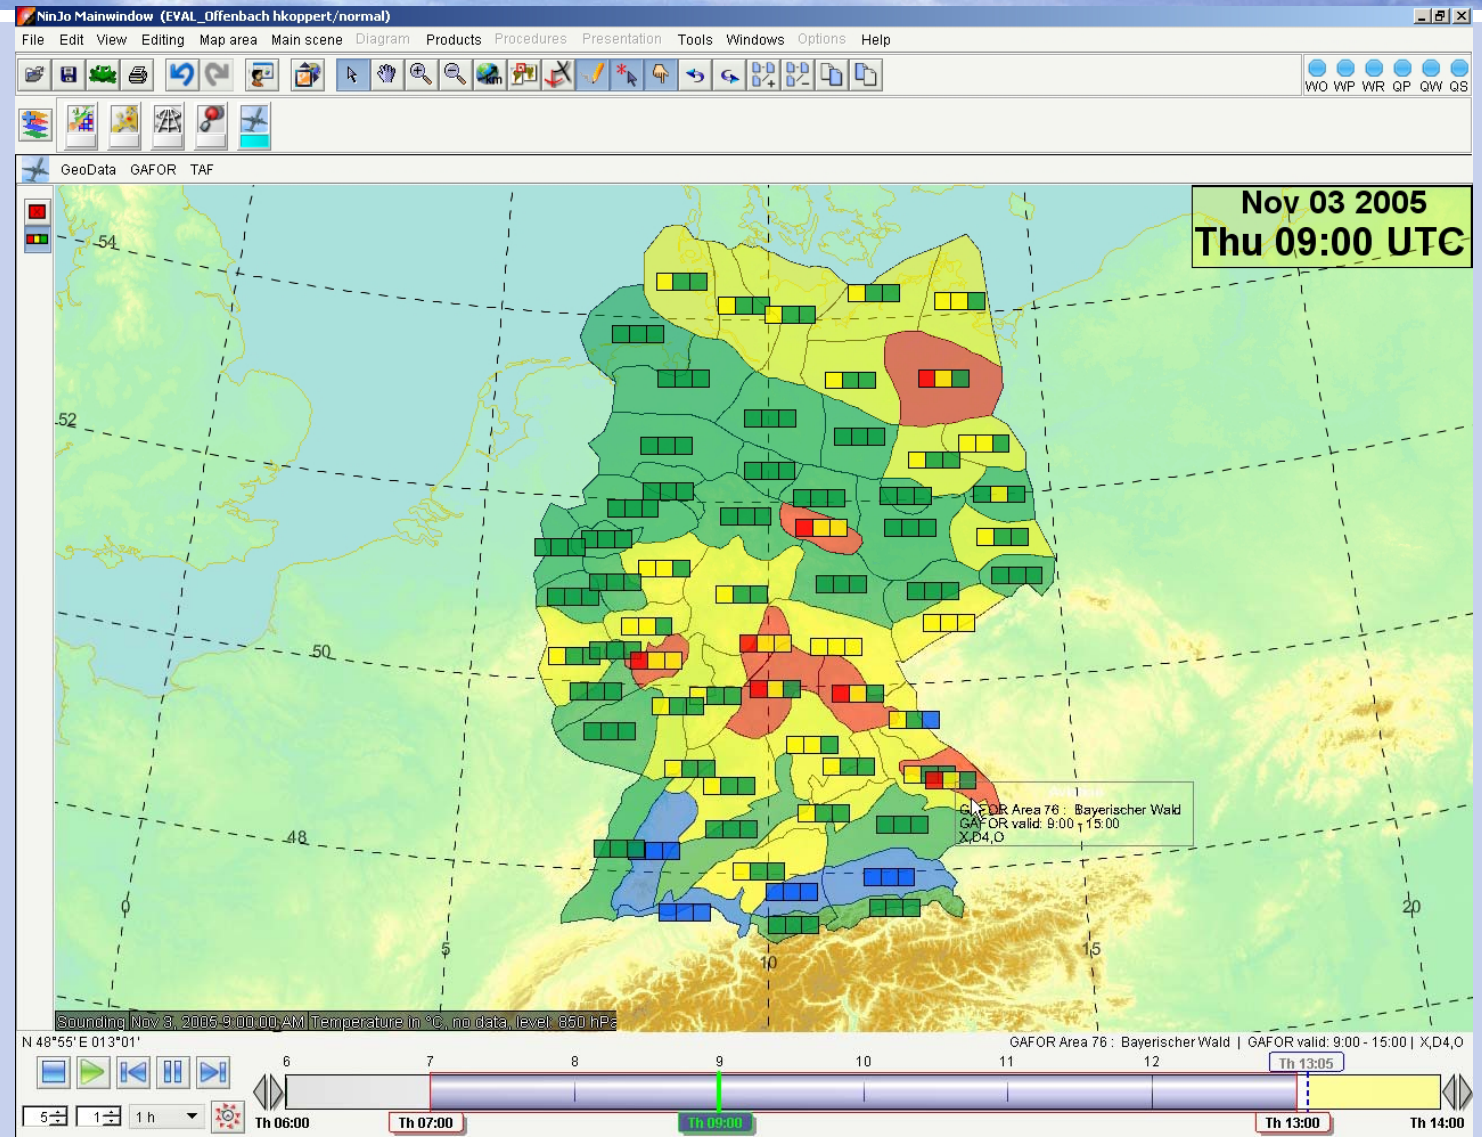 NinJo Mainwindow (EVAL_Offenbach hkoppert/normal)
File Edit View Editing Map area Main scene Diagram Products Procedures Presentation Tools Windows Options Help
km
WO WP WR QP QW QS
GeoData GAFOR TAF
Nov 03 2005
Thu 09:00 UTC
54
52
50
48
0
5
10
15
20
GAFOR Area 76 : Bayerischer Wald
GAFOR valid: 9:00 - 15:00
X,D4,O
Sounding Nov 3, 2005 9:00:00 AM Temperature in °C, no data, level: 850 hPa
N 48°55' E 013°01'
GAFOR Area 76 : Bayerischer Wald | GAFOR valid: 9:00 - 15:00 | X,D4,O
6 7 8 9 10 11 12 Th 13:05
5 1 1 h
Th 06:00 Th 07:00 Th 09:00 Th 13:00 Th 14:00